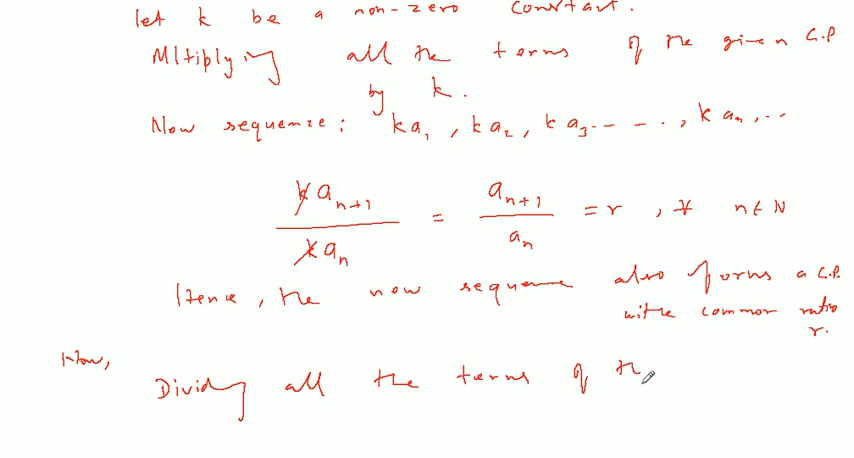 let k be a non-zero constant.
Mltiplying all the terms of the given G.P
by k.
New sequence: ka₁, ka₂, ka₃ - - - - -, kaₙ, --
kaₙ₊₁ / kaₙ = aₙ₊₁ / aₙ = r, ∀ n ∈ N
Hence, the new sequence also forms a G.P.
with common ratio
r.
Now,
Dividing all the terms of th